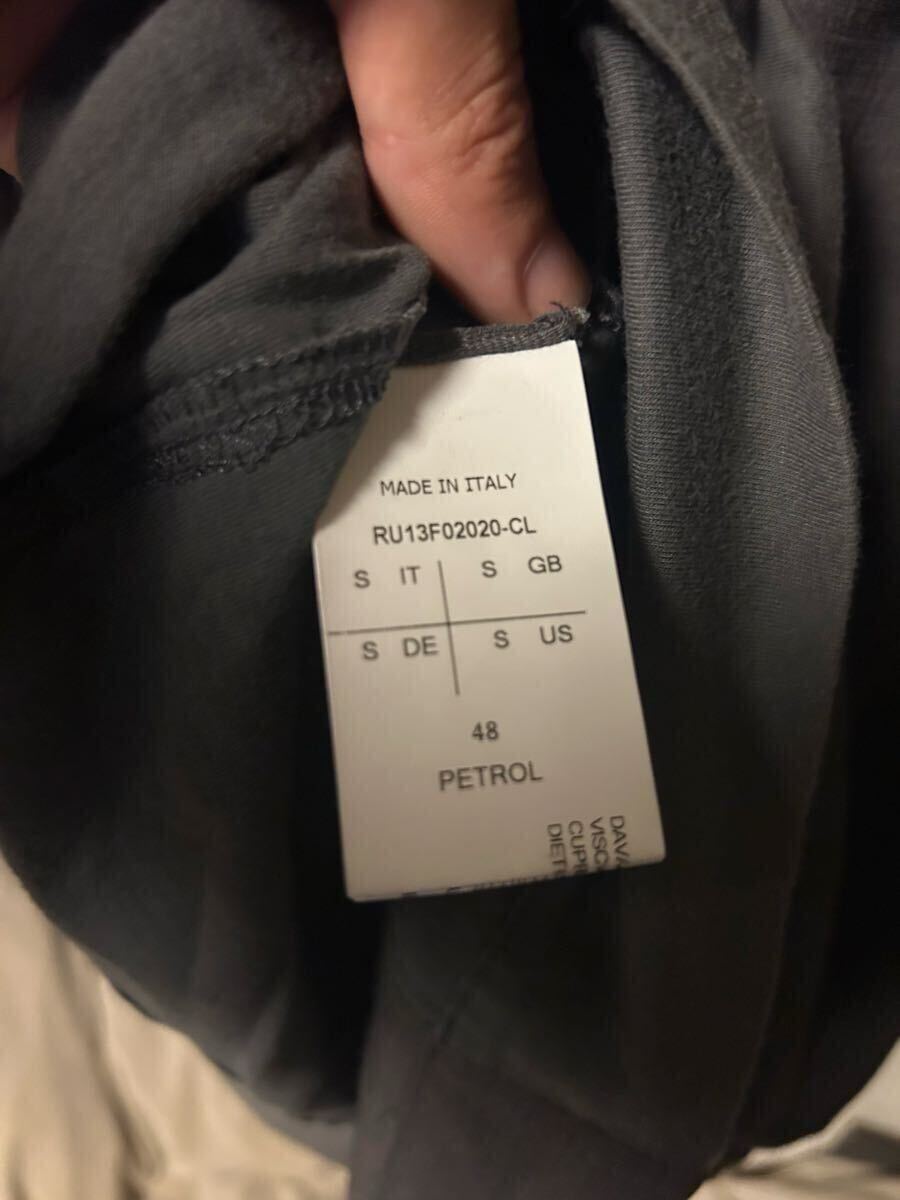 MADE IN ITALY
RU13F02020-CL
S IT S GB
S DE S US
48
PETROL